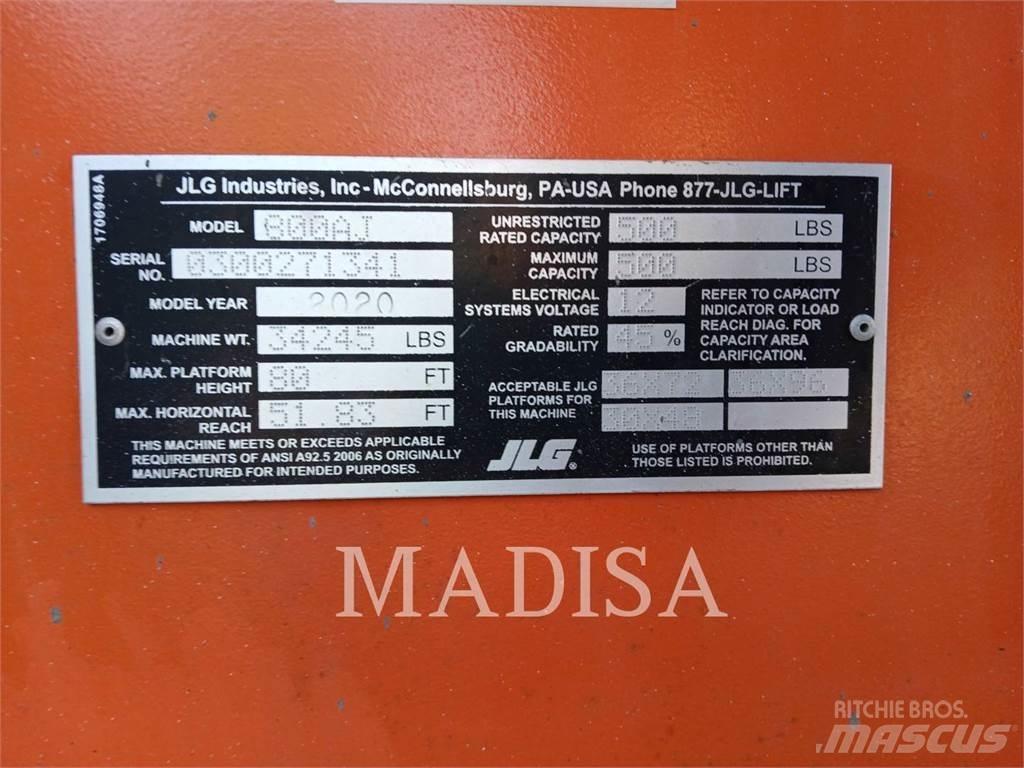 1706948A
JLG Industries, Inc - McConnellsburg, PA-USA Phone 877-JLG-LIFT
MODEL 800AJ
SERIAL NO. 0300271341
MODEL YEAR 2020
MACHINE WT. 34245 LBS
MAX. PLATFORM HEIGHT 80 FT
MAX. HORIZONTAL REACH 51.83 FT
THIS MACHINE MEETS OR EXCEEDS APPLICABLE
REQUIREMENTS OF ANSI A92.5 2006 AS ORIGINALLY
MANUFACTURED FOR INTENDED PURPOSES.
UNRESTRICTED RATED CAPACITY 500 LBS
MAXIMUM CAPACITY 500 LBS
ELECTRICAL SYSTEMS VOLTAGE 12
RATED GRADABILITY 45 %
REFER TO CAPACITY
INDICATOR OR LOAD
REACH DIAG. FOR
CAPACITY AREA
CLARIFICATION.
ACCEPTABLE JLG
PLATFORMS FOR
THIS MACHINE
36X72 36X96
30X48
JLG®
USE OF PLATFORMS OTHER THAN
THOSE LISTED IS PROHIBITED.
MADISA
RITCHIE BROS.
MASCUS